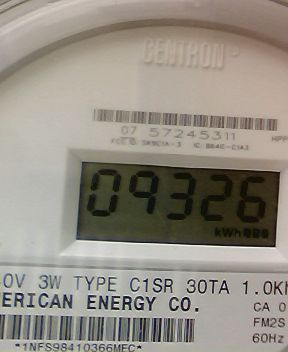 CENTRON
07 57245311
09326
kWh
0V 3W TYPE C1SR 30TA 1.0K
ERICAN ENERGY CO.
CA 0
FM2S
60Hz
*1NFS98410366MEC*